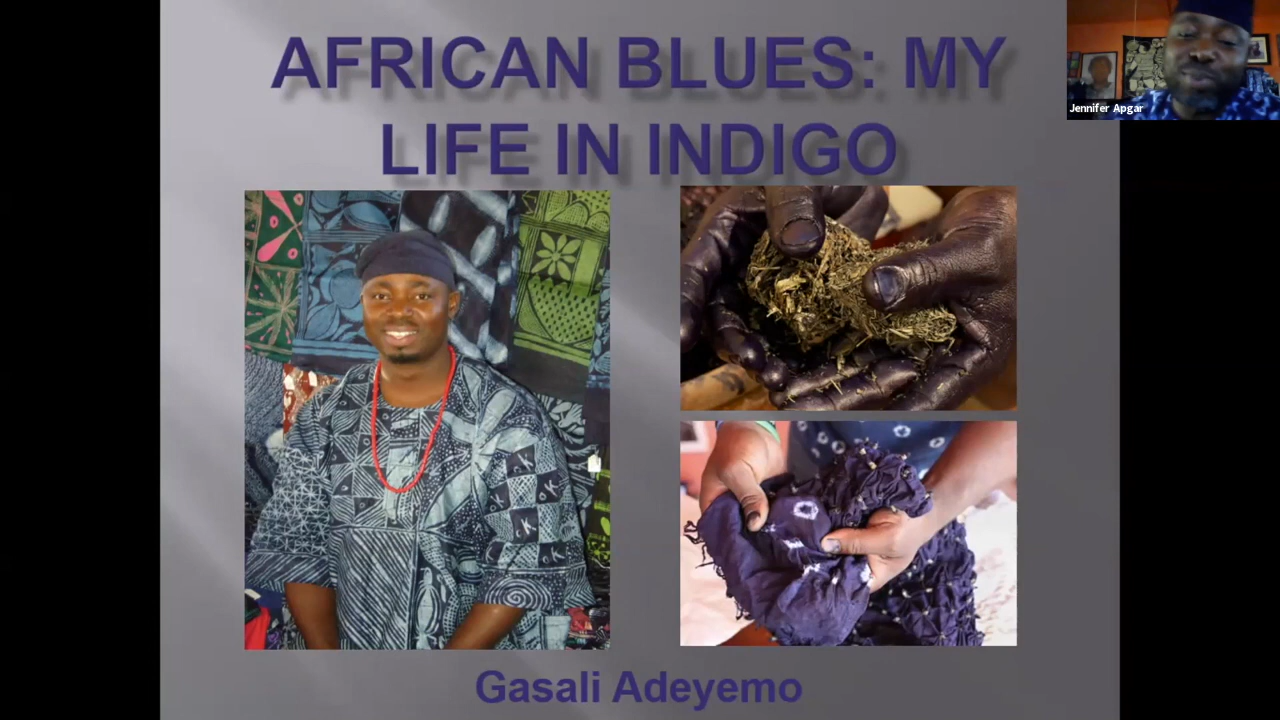 AFRICAN BLUES: MY
LIFE IN INDIGO
Jennifer Apgar
Gasali Adeyemo